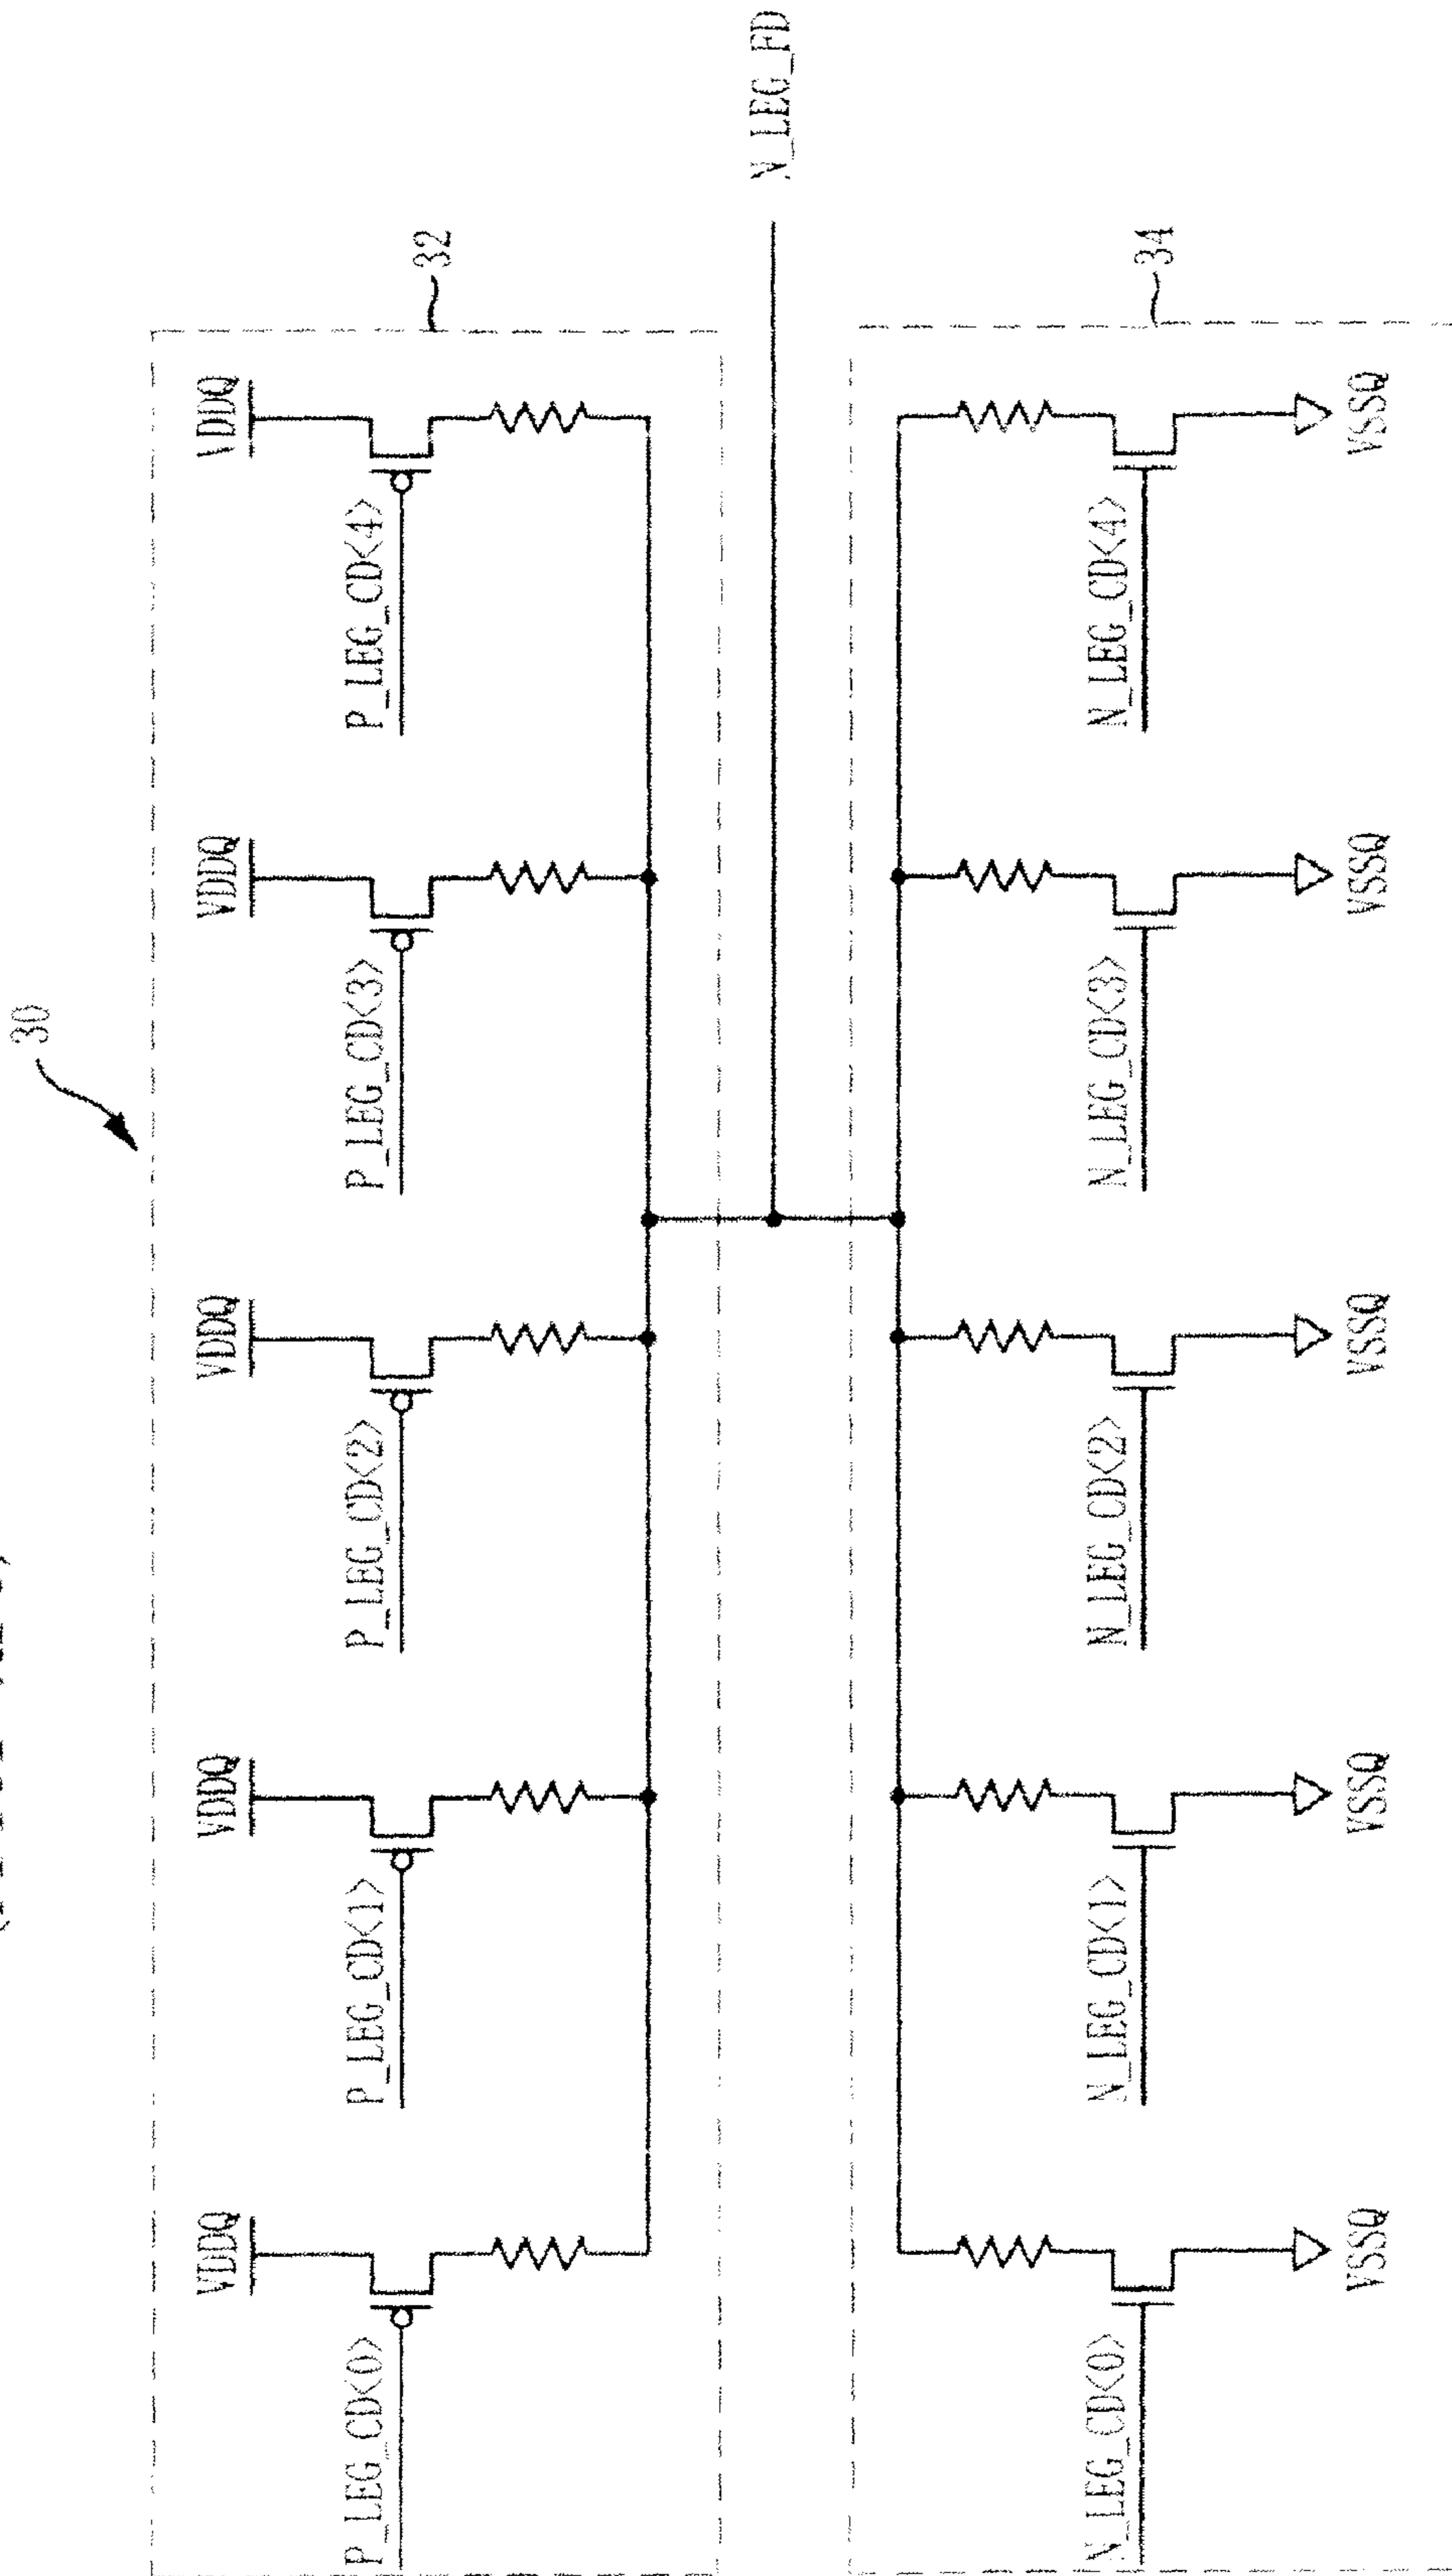 30
32
VDDQ
VDDQ
VDDQ
VDDQ
VDDQ
P_LEG_CD<0>
P_LEG_CD<1>
P_LEG_CD<2>
P_LEG_CD<3>
P_LEG_CD<4>
N_LEG_FD
34
N_LEG_CD<0>
N_LEG_CD<1>
N_LEG_CD<2>
N_LEG_CD<3>
N_LEG_CD<4>
VSSQ
VSSQ
VSSQ
VSSQ
VSSQ